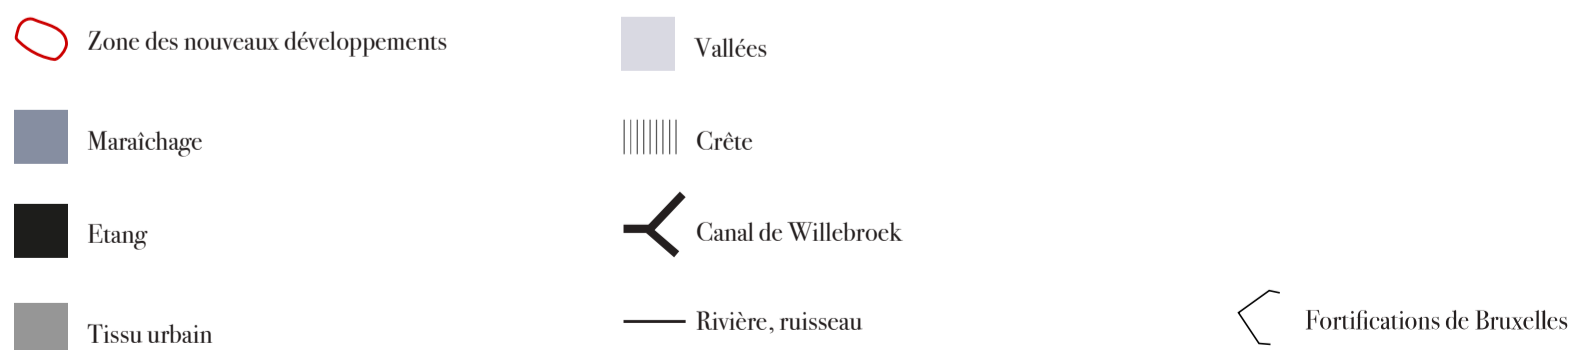 Zone des nouveaux développements
Maraîchage
Etang
Tissu urbain
Vallées
Crête
Canal de Willebroek
Rivière, ruisseau
Fortifications de Bruxelles